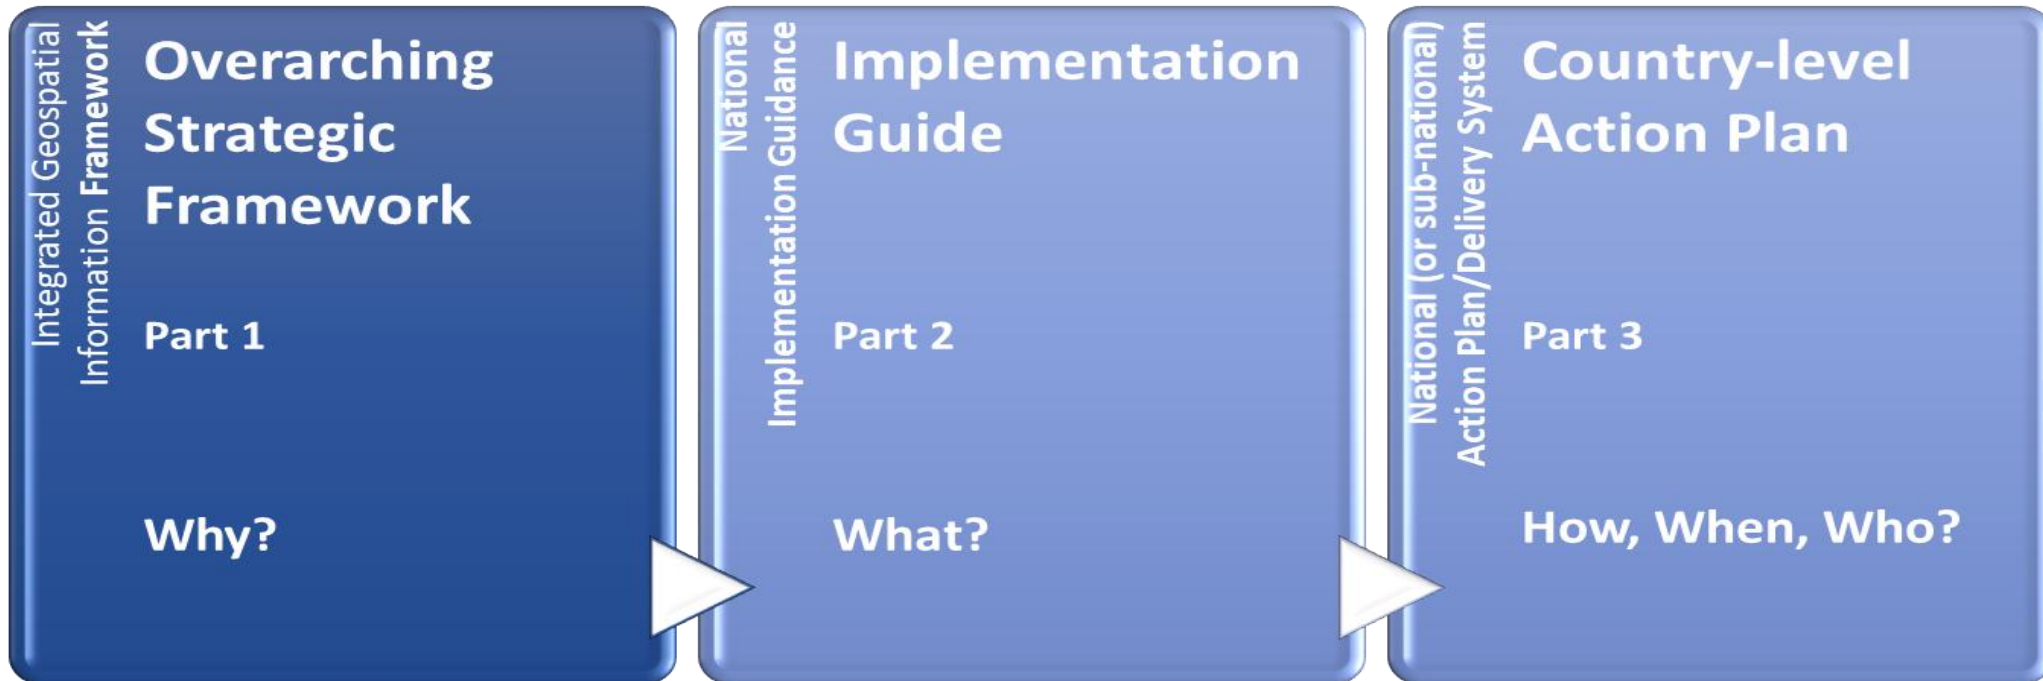 Integrated Geospatial
Information Framework
Overarching
Strategic
Framework
Part 1
Why?
National
Implementation Guidance
Implementation
Guide
Part 2
What?
National (or sub-national)
Action Plan/Delivery System
Country-level
Action Plan
Part 3
How, When, Who?